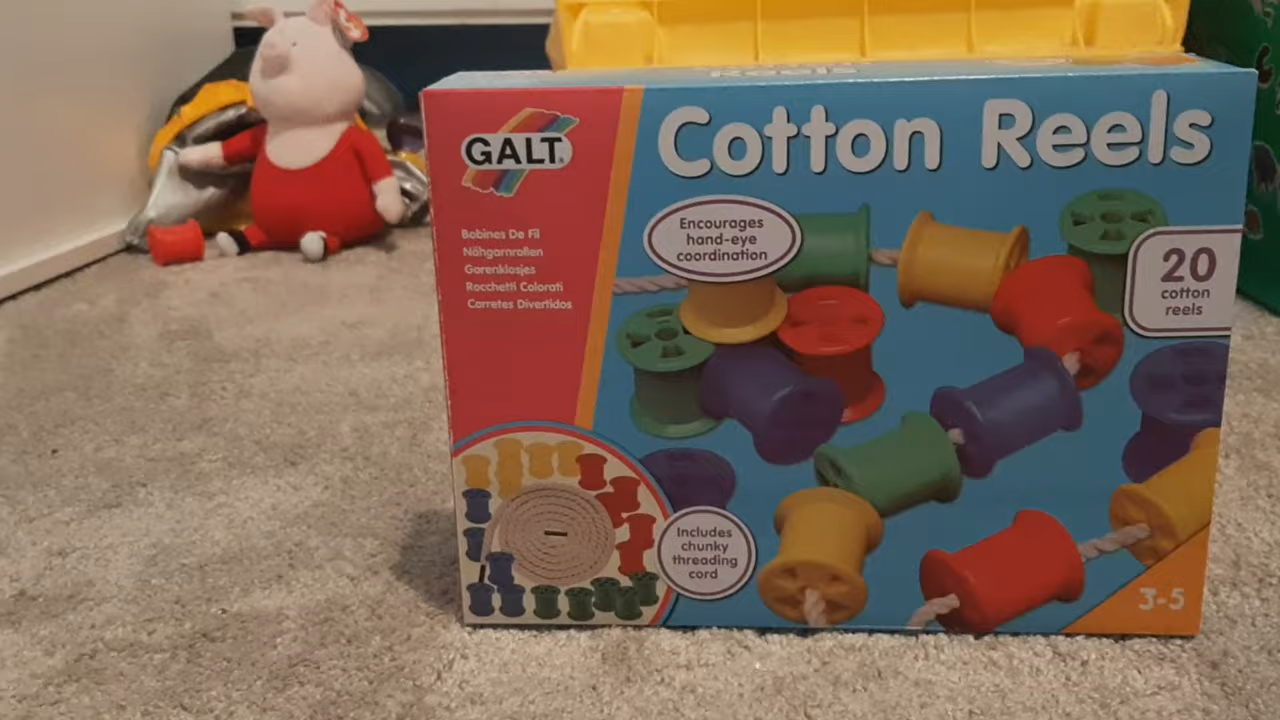 Reels
GALT
Cotton Reels
Bobines De Fil
Nähgarnrollen
Garenklosjes
Rocchetti Colorati
Carretes Divertidos
Encourages
hand-eye
coordination
20
cotton
reels
Includes
chunky
threading
cord
3-5